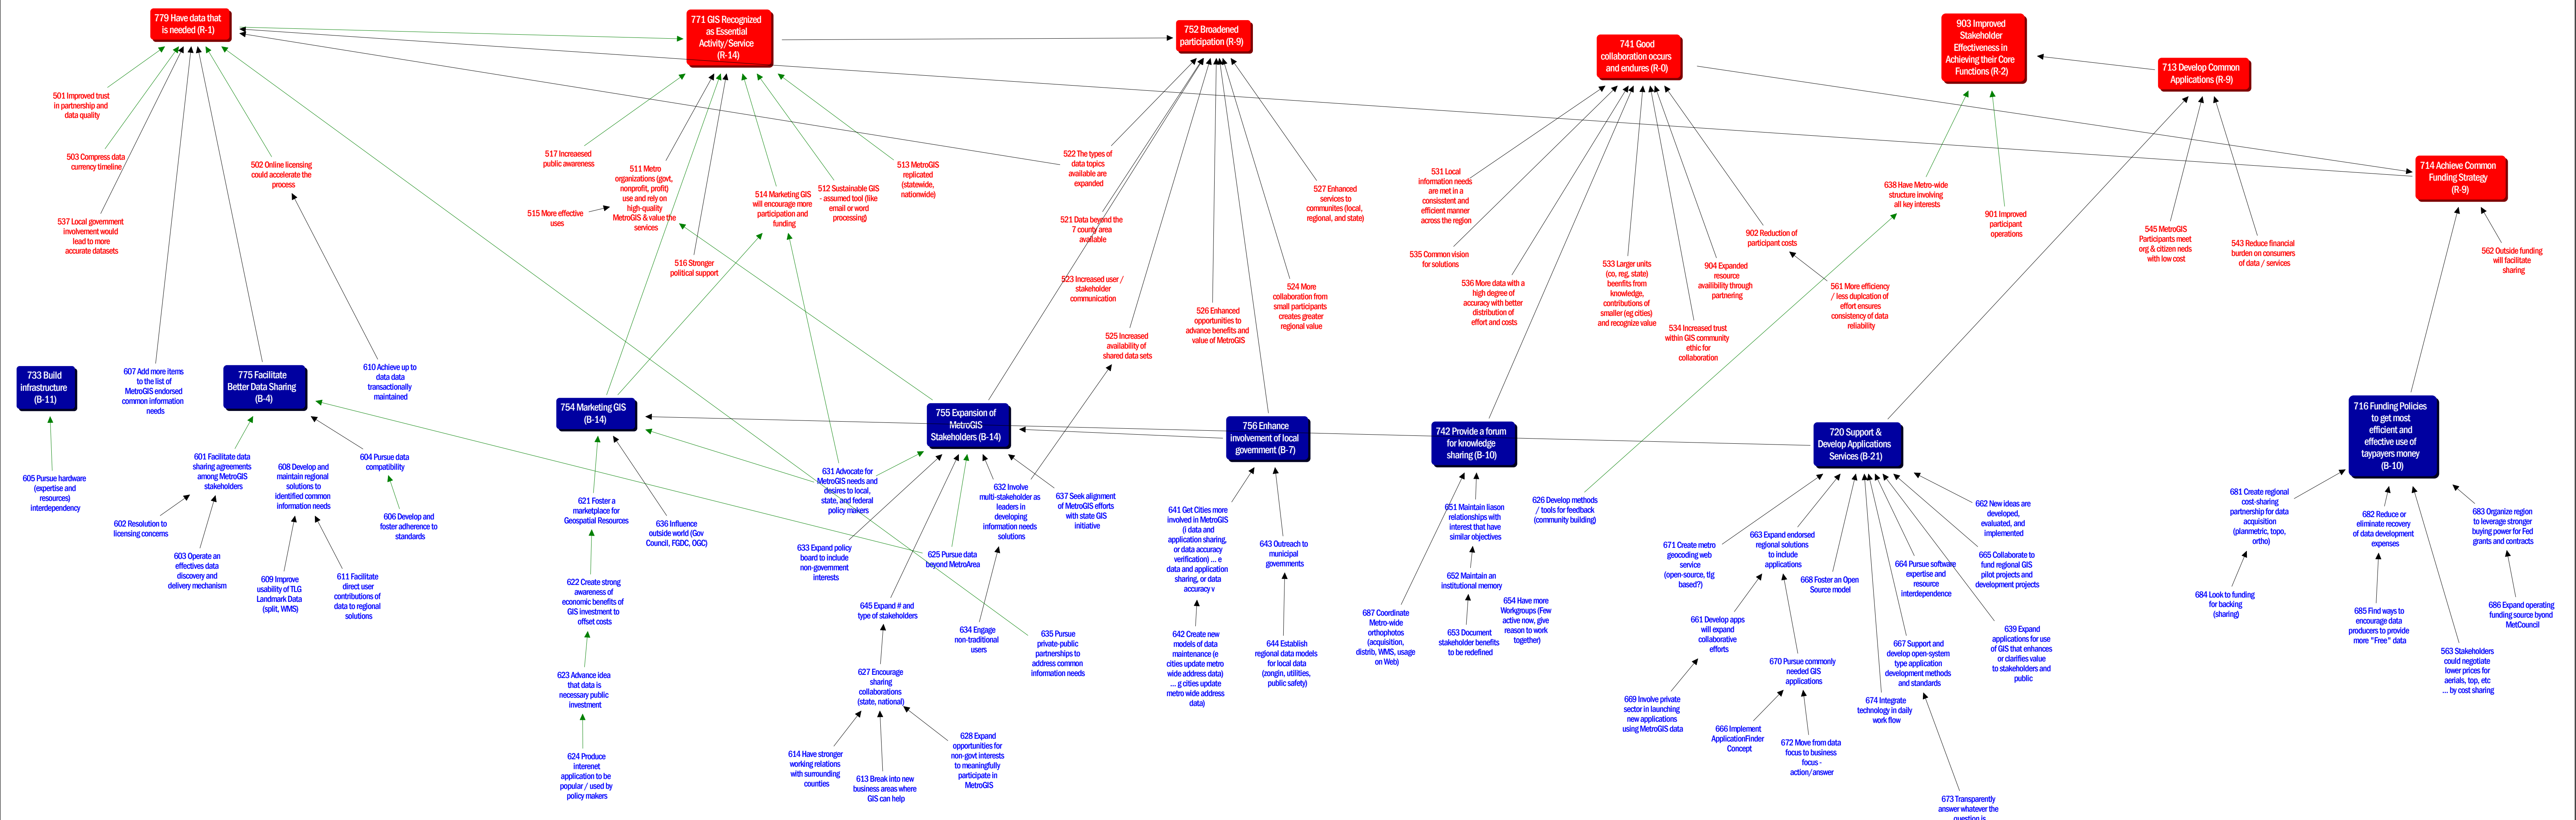 779 Have data that
is needed (R-1)
771 GIS Recognized
as Essential
Activity/Service
(R-14)
752 Broadened
participation (R-9)
741 Good
collaboration occurs
and endures (R-0)
903 Improved
Stakeholder
Effectiveness in
Achieving their Core
Functions (R-2)
713 Develop Common
Applications (R-9)
714 Achieve Common
Funding Strategy
(R-9)
501 Improved trust
in partnership and
data quality
503 Compress data
currency timeline
537 Local government
involvement would
lead to more
accurate datasets
502 Online licensing
could accelerate the
process
517 Increaesed
public awareness
511 Metro
organizations (govt,
nonprofit, profit)
use and rely on
high-quality
MetroGIS & value the
services
515 More effective
uses
516 Stronger
political support
514 Marketing GIS
will encourage more
participation and
funding
512 Sustainable GIS
- assumed tool (like
email or word
processing)
513 MetroGIS
replicated
(statewide,
nationwide)
522 The types of
data topics
available are
expanded
521 Data beyond the
7 county area
available
523 Increased user /
stakeholder
communication
525 Increased
availability of
shared data sets
526 Enhanced
opportunities to
advance benefits and
value of MetroGIS
524 More
collaboration from
small participants
creates greater
regional value
527 Enhanced
services to
communites (local,
regional, and state)
531 Local
information needs
are met in a
consisstent and
efficient manner
across the region
535 Common vision
for solutions
536 More data with a
high degree of
accuracy with better
distribution of
effort and costs
533 Larger units
(co, reg, state)
beenfits from
knowledge,
contributions of
smaller (eg cities)
and recognize value
534 Increased trust
within GIS community
ethic for
collaboration
904 Expanded
resource
availibility through
partnering
902 Reduction of
participant costs
561 More efficiency
/ less duplcation of
effort ensures
consistency of data
reliability
638 Have Metro-wide
structure involving
all key interests
901 Improved
participant
operations
545 MetroGIS
Participants meet
org & citizen neds
with low cost
543 Reduce financial
burden on consumers
of data / services
562 Outside funding
will facilitate
sharing
733 Build
infrastructure
(B-11)
607 Add more items
to the list of
MetroGIS endorsed
common information
needs
775 Facilitate
Better Data Sharing
(B-4)
610 Achieve up to
data data
transactionally
maintained
754 Marketing GIS
(B-14)
755 Expansion of
MetroGIS
Stakeholders (B-14)
756 Enhance
involvement of local
government (B-7)
742 Provide a forum
for knowledge
sharing (B-10)
720 Support &
Develop Applications
Services (B-21)
716 Funding Policies
to get most
efficient and
effective use of
taypayers money
(B-10)
605 Pursue hardware
(expertise and
resources)
interdependency
601 Facilitate data
sharing agreements
among MetroGIS
stakeholders
602 Resolution to
licensing concerns
603 Operate an
effectives data
discovery and
delivery mechanism
608 Develop and
maintain regional
solutions to
identified common
information needs
609 Improve
usability of TLG
Landmark Data
(split, WMS)
611 Facilitate
direct user
contributions of
data to regional
solutions
604 Pursue data
compatibility
606 Develop and
foster adherence to
standards
621 Foster a
marketplace for
Geospatial Resources
636 Influence
outside world (Gov
Council, FGDC, OGC)
622 Create strong
awareness of
economic benefits of
GIS investment to
offset costs
623 Advance idea
that data is
necessary public
investment
624 Produce
interenet
application to be
popular / used by
policy makers
631 Advocate for
MetroGIS needs and
desires to local,
state, and federal
policy makers
633 Expand policy
board to include
non-government
interests
625 Pursue data
beyond MetroArea
632 Involve
multi-stakeholder as
leaders in
developing
information needs
solutions
637 Seek alignment
of MetroGIS efforts
with state GIS
initiative
645 Expand # and
type of stakeholders
634 Engage
non-traditional
users
635 Pursue
private-public
partnerships to
address common
information needs
627 Encourage
sharing
collaborations
(state, national)
614 Have stronger
working relations
with surrounding
counties
613 Break into new
business areas where
GIS can help
628 Expand
opportunities for
non-govt interests
to meaningfully
participate in
MetroGIS
641 Get Cities more
involved in MetroGIS
(i data and
application sharing,
or data accuracy
verification) ... e
data and application
sharing, or data
accuracy v
643 Outreach to
municipal
governments
642 Create new
models of data
maintenance (e
cities update metro
wide address data)
... g cities update
metro wide address
data)
644 Establish
regional data models
for local data
(zongin, utilities,
public safety)
651 Maintain liason
relationships with
interest that have
similar objectives
652 Maintain an
institutional memory
653 Document
stakeholder benefits
to be redefined
687 Coordinate
Metro-wide
orthophotos
(acquisition,
distrib, WMS, usage
on Web)
654 Have more
Workgroups (Few
active now, give
reason to work
together)
626 Develop methods
/ tools for feedback
(community building)
671 Create metro
geocoding web
service
(open-source, tlg
based?)
663 Expand endorsed
regional solutions
to include
applications
668 Foster an Open
Source model
664 Pursue software
expertise and
resource
interdependence
662 New ideas are
developed,
evaluated, and
implemented
665 Collaborate to
fund regional GIS
pilot projects and
development projects
661 Develop apps
will expand
collaborative
efforts
670 Pursue commonly
needed GIS
applications
667 Support and
develop open-system
type application
development methods
and standards
639 Expand
applications for use
of GIS that enhances
or clarifies value
to stakeholders and
public
669 Involve private
sector in launching
new applications
using MetroGIS data
666 Implement
ApplicationFinder
Concept
672 Move from data
focus to business
focus -
action/answer
674 Integrate
technology in daily
work flow
673 Transparently
answer whatever the
question is
681 Create regional
cost-sharing
partnership for data
acquisition
(planmetric, topo,
ortho)
682 Reduce or
eliminate recovery
of data development
expenses
683 Organize region
to leverage stronger
buying power for Fed
grants and contracts
684 Look to funding
for backing
(sharing)
685 Find ways to
encourage data
producers to provide
more "Free" data
686 Expand operating
funding source byond
MetCouncil
563 Stakeholders
could negotiate
lower prices for
aerials, top, etc
... by cost sharing